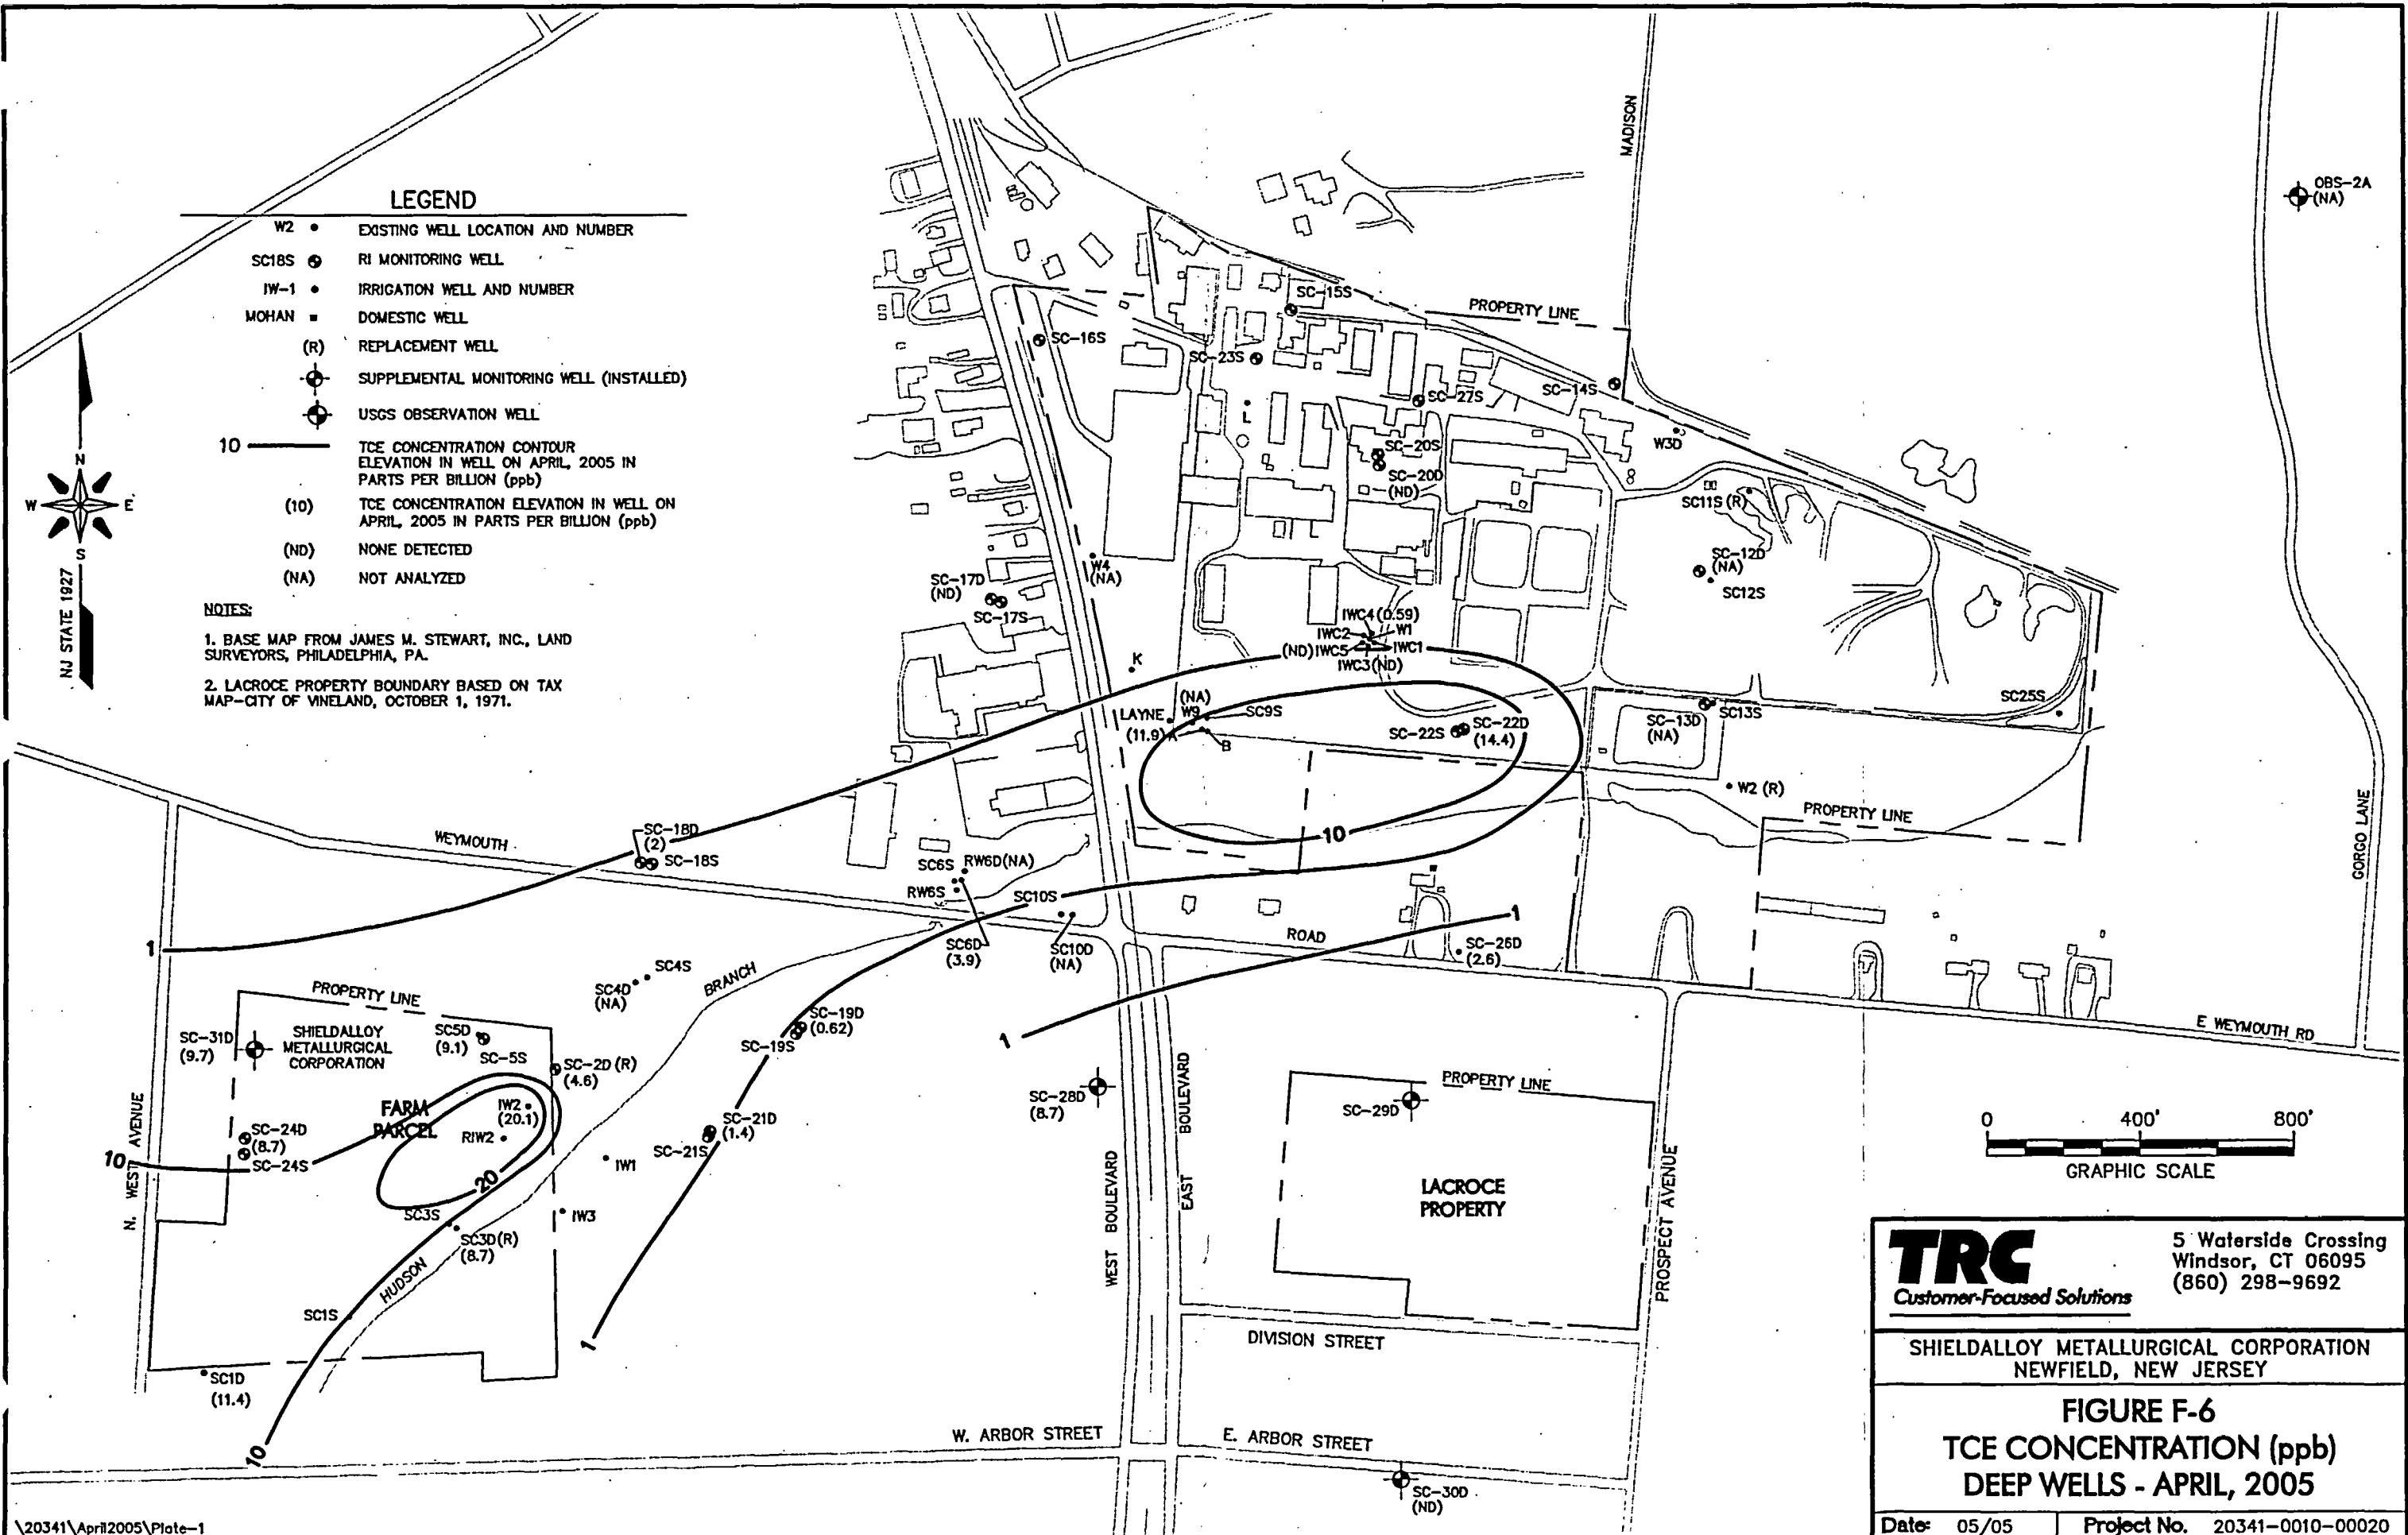 LEGEND
W2 EXISTING WELL LOCATION AND NUMBER
SC18S RI MONITORING WELL
IW-1 IRRIGATION WELL AND NUMBER
MOHAN DOMESTIC WELL
(R) REPLACEMENT WELL
SUPPLEMENTAL MONITORING WELL (INSTALLED)
USGS OBSERVATION WELL
10 TCE CONCENTRATION CONTOUR
ELEVATION IN WELL ON APRIL, 2005 IN
PARTS PER BILLION (ppb)
(10) TCE CONCENTRATION ELEVATION IN WELL ON
APRIL, 2005 IN PARTS PER BILLION (ppb)
(ND) NONE DETECTED
(NA) NOT ANALYZED
NOTES:
1. BASE MAP FROM JAMES M. STEWART, INC., LAND
SURVEYORS, PHILADELPHIA, PA.
2. LACROCE PROPERTY BOUNDARY BASED ON TAX
MAP-CITY OF VINELAND, OCTOBER 1, 1971.
N
W
E
S
NJ STATE 1927
MADISON
OBS-2A
(NA)
SC-15S
PROPERTY LINE
SC-16S
SC-23S
SC-14S
SC-27S
L
W3D
SC-20S
SC-20D
(ND)
SC11S (R)
SC-12D
(NA)
SC12S
W4
(NA)
SC-17D
(ND)
SC-17S
IWC4 (0.59)
IWC2
W1
(ND) IWC5
IWC1
IWC3(ND)
K
(NA)
W9
LAYNE
(11.9)
A
SC9S
B
SC-22S
SC-22D
(14.4)
SC-13D
(NA)
SC13S
SC25S
W2 (R)
PROPERTY LINE
GORGO LANE
10
WEYMOUTH
SC-18D
(2)
SC-18S
SC6S
RW6D(NA)
RW6S
SC10S
SC6D
(3.9)
SC10D
(NA)
ROAD
1
SC-26D
(2.6)
1
SC4S
SC4D
(NA)
BRANCH
PROPERTY LINE
SC-31D
(9.7)
SHIELDALLOY
METALLURGICAL
CORPORATION
SC5D
(9.1)
SC-5S
SC-19D
(0.62)
SC-19S
1
E WEYMOUTH RD
SC-2D (R)
(4.6)
SC-28D
(8.7)
PROPERTY LINE
SC-29D
FARM
PARCEL
IW2
(20.1)
RIW2
SC-24D
(8.7)
SC-24S
10
SC-21D
(1.4)
SC-21S
IW1
20
N. WEST AVENUE
WEST BOULEVARD
EAST BOULEVARD
PROSPECT AVENUE
0 400' 800'
GRAPHIC SCALE
LACROCE
PROPERTY
SC3S
SC3D(R)
(8.7)
IW3
HUDSON
SC1S
1
DIVISION STREET
SC1D
(11.4)
10
W. ARBOR STREET
E. ARBOR STREET
SC-30D
(ND)
TRC
Customer-Focused Solutions
5 Waterside Crossing
Windsor, CT 06095
(860) 298-9692
SHIELDALLOY METALLURGICAL CORPORATION
NEWFIELD, NEW JERSEY
FIGURE F-6
TCE CONCENTRATION (ppb)
DEEP WELLS - APRIL, 2005
Date: 05/05 Project No. 20341-0010-00020
\20341\April2005\Plate-1